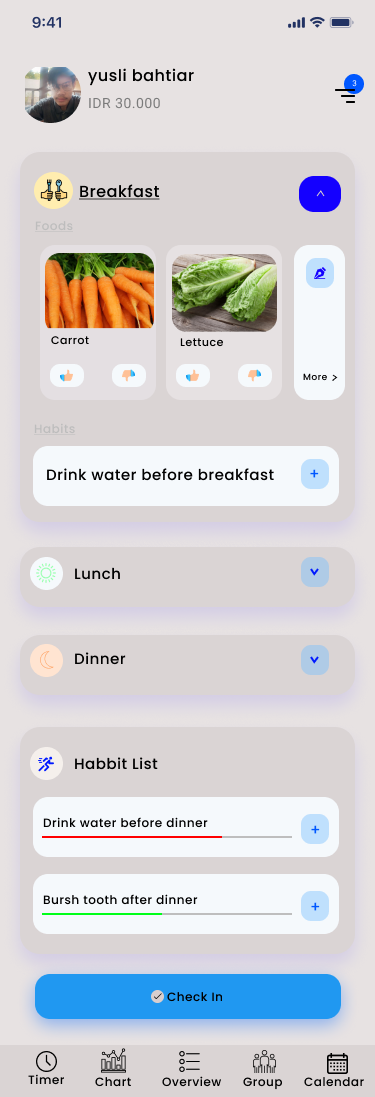 9:41
yusli bahtiar
IDR 30.000
3
Breakfast
Foods
Carrot
Lettuce
More >
Habits
Drink water before breakfast
+
Lunch
Dinner
Habbit List
Drink water before dinner
+
Bursh tooth after dinner
+
Check In
Timer
Chart
Overview
Group
Calendar